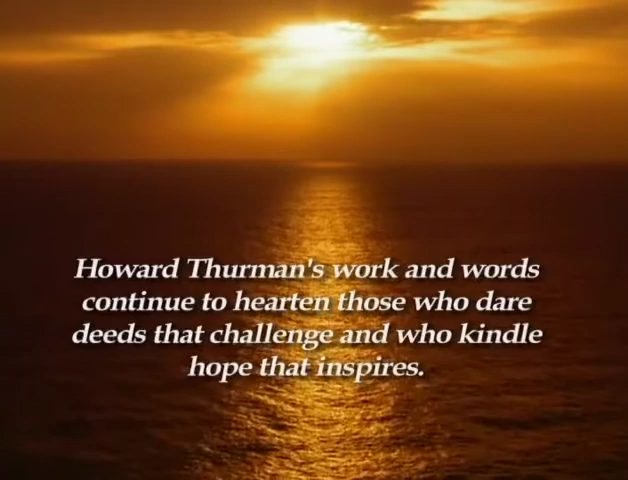 Howard Thurman's work and words
continue to hearten those who dare
deeds that challenge and who kindle
hope that inspires.